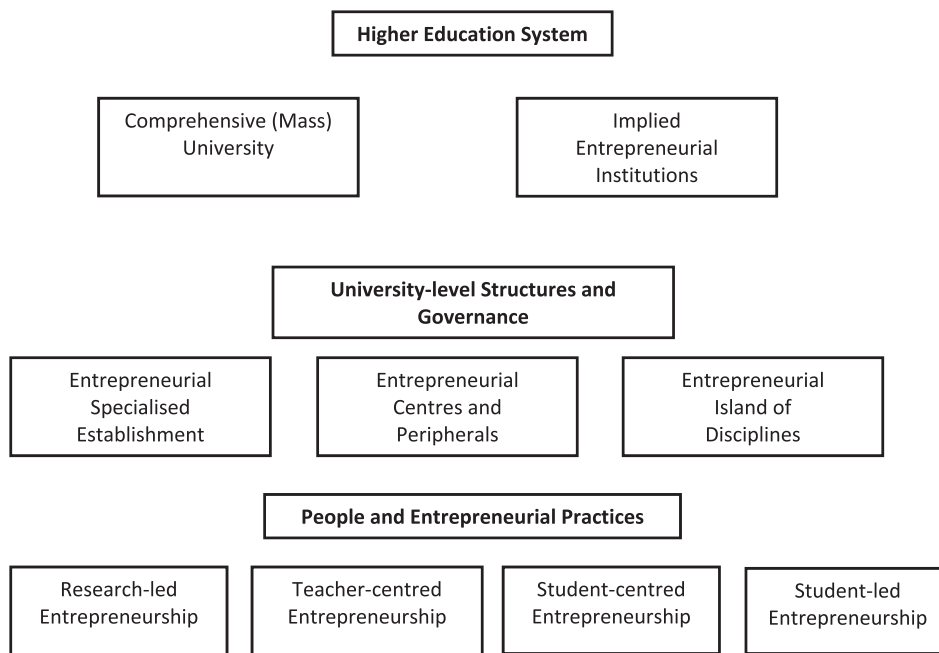 Higher Education System
Comprehensive (Mass)
University
Implied
Entrepreneurial
Institutions
University-level Structures and
Governance
Entrepreneurial
Specialised
Establishment
Entrepreneurial
Centres and
Peripherals
Entrepreneurial
Island of
Disciplines
People and Entrepreneurial Practices
Research-led
Entrepreneurship
Teacher-centred
Entrepreneurship
Student-centred
Entrepreneurship
Student-led
Entrepreneurship